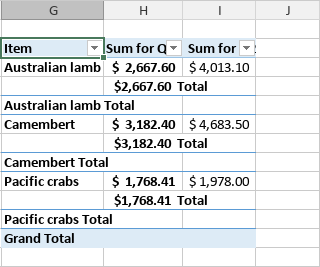 G H I J
Item Sum for Q Sum for
Australian lamb $ 2,667.60 $ 4,013.10
$2,667.60 Total
Australian lamb Total
Camembert $ 3,182.40 $ 4,683.50
$3,182.40 Total
Camembert Total
Pacific crabs $ 1,768.41 $ 1,978.00
$1,768.41 Total
Pacific crabs Total
Grand Total